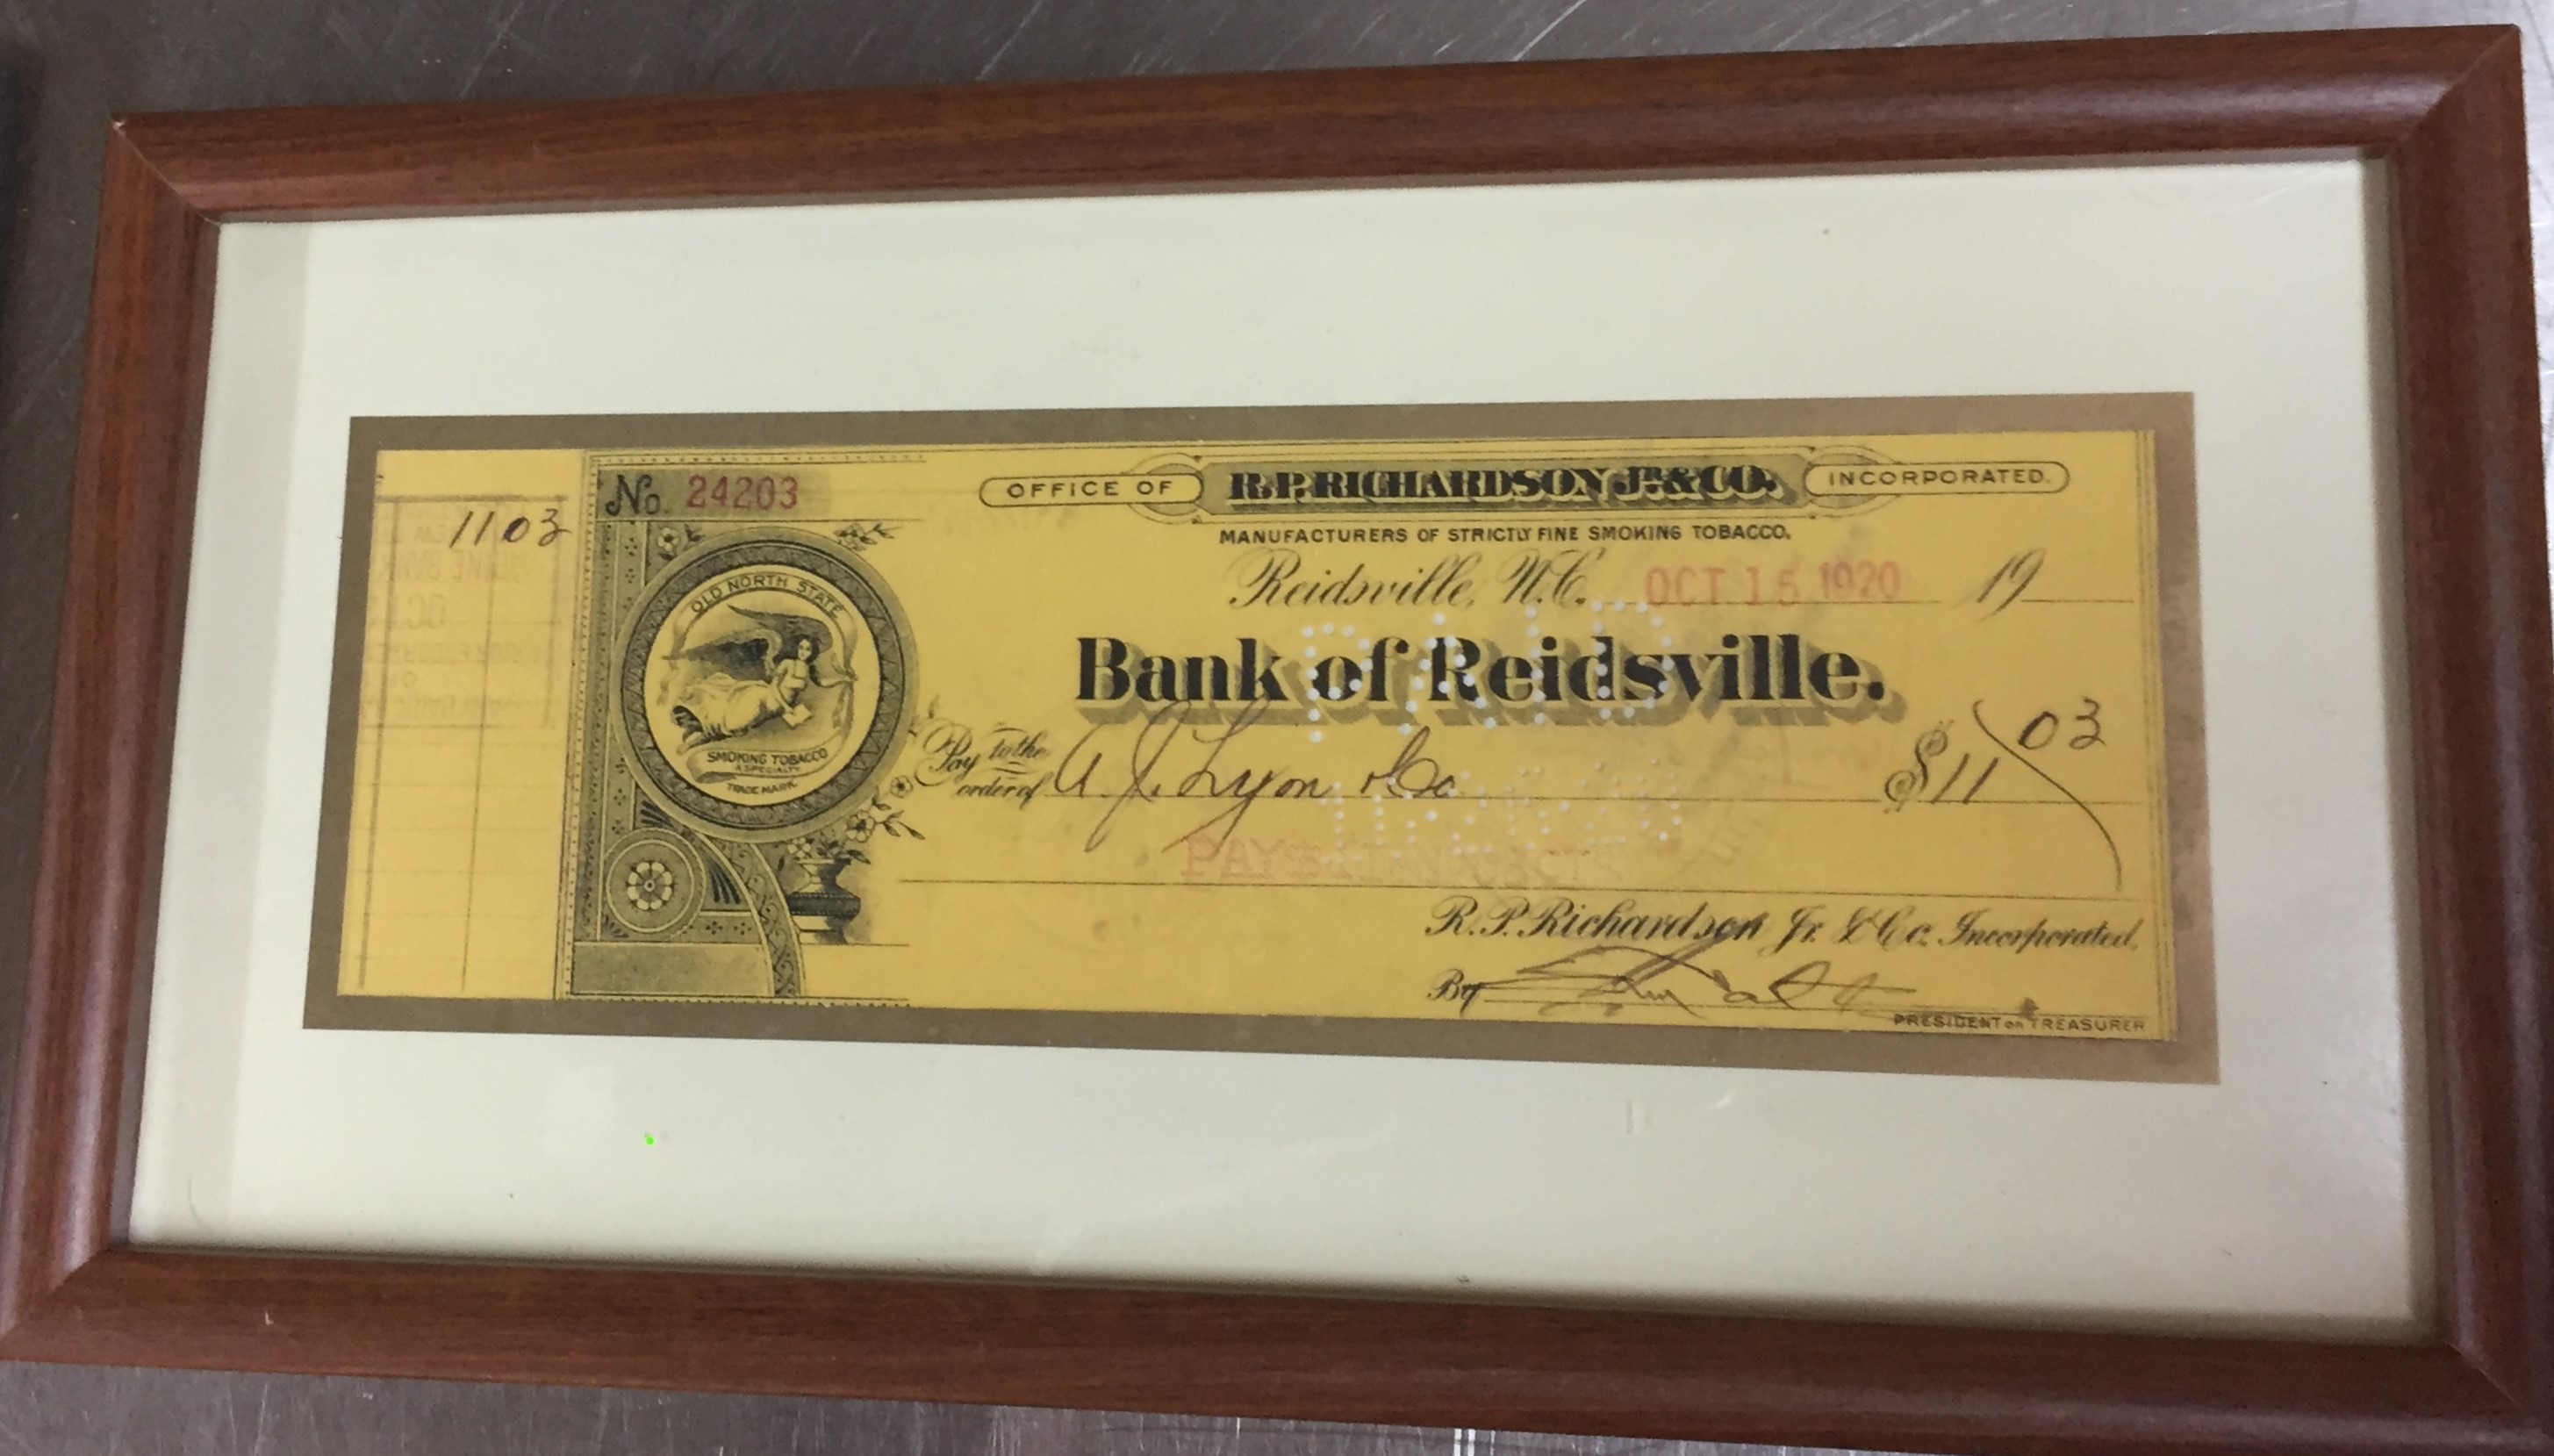 1103
No. 24203
OFFICE OF R. P. RICHARDSON JR. & CO. INCORPORATED.
MANUFACTURERS OF STRICTLY FINE SMOKING TOBACCO.
Reidsville, N.C. OCT 15 1920 19
OLD NORTH STATE
SMOKING TOBACCO
A SPECIALTY
TRADE MARK.
Bank of Reidsville.
PAID
Pay to the order of A. J. Lyon & Co $11 03
PAY
R. P. Richardson Jr. & Co. Incorporated,
By
PRESIDENT OR TREASURER